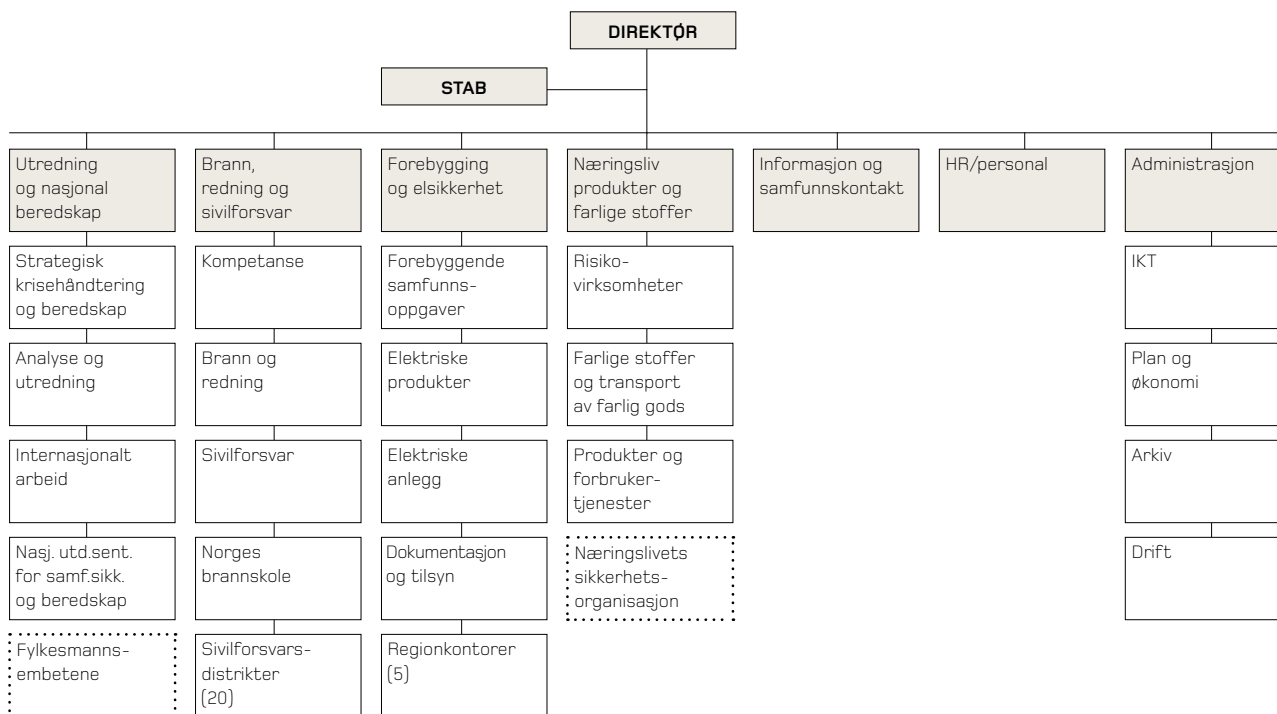 DIREKTØR
STAB
Utredning
og nasjonal
beredskap
Brann,
redning og
sivilforsvar
Forebygging
og elsikkerhet
Næringsliv
produkter og
farlige stoffer
Informasjon og
samfunnskontakt
HR/personal
Administrasjon
Strategisk
krisehåndtering
og beredskap
Kompetanse
Forebyggende
samfunns-
oppgaver
Risiko-
virksomheter
IKT
Analyse og
utredning
Brann og
redning
Elektriske
produkter
Farlige stoffer
og transport
av farlig gods
Plan og
økonomi
Internasjonalt
arbeid
Sivilforsvar
Elektriske
anlegg
Produkter og
forbruker-
tjenester
Arkiv
Nasj. utd.sent.
for samf.sikk.
og beredskap
Norges
brannskole
Dokumentasjon
og tilsyn
Næringslivets
sikkerhets-
organisasjon
Drift
Fylkesmanns-
embetene
Sivilforsvars-
distrikter
(20)
Regionkontorer
(5)